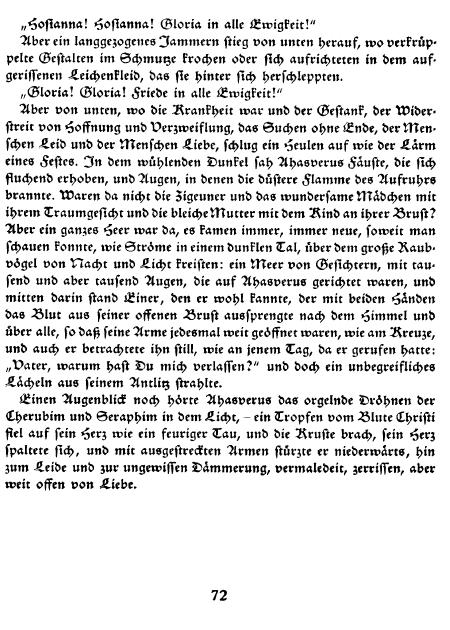 „Hosianna! Hosianna! Gloria in alle Ewigkeit!“
Aber ein langgezogenes Jammern stieg von unten herauf, wo verkrüp-
pelte Gestalten im Schmutze krochen oder sich aufrichteten in dem auf-
gerissenen Leichenkleid, das sie hinter sich herschleppten.
„Gloria! Gloria! Friede in alle Ewigkeit!“
Aber von unten, wo die Krankheit war und der Gestank, der Wider-
streit von Hoffnung und Verzweiflung, das Suchen ohne Ende, der Men-
schen Leid und der Menschen Liebe, schlug ein Heulen auf wie der Lärm
eines Festes. In dem wühlenden Dunkel sah Ahasverus Fäuste, die sich
fluchend erhoben, und Augen, in denen die düstere Flamme des Aufruhrs
brannte. Waren da nicht die Zigeuner und das wundersame Mädchen mit
ihrem Traumgesicht und die bleiche Mutter mit dem Kind an ihrer Brust?
Aber ein ganzes Heer war da, es kamen immer, immer neue, soweit man
schauen konnte, wie Ströme in einem dunklen Tal, über dem große Raub-
vögel von Nacht und Licht kreisten: ein Meer von Gesichtern, mit tau-
send und aber tausend Augen, die auf Ahasverus gerichtet waren, und
mitten darin stand Einer, den er wohl kannte, der mit beiden Händen
das Blut aus seiner offenen Brust aussprengte nach dem Himmel und
über alle, so daß seine Arme jedesmal weit geöffnet waren, wie am Kreuze,
und auch er betrachtete ihn still, wie an jenem Tag, da er gerufen hatte:
„Vater, warum hast Du mich verlassen?“ und doch ein unbegreifliches
Lächeln aus seinem Antlitz strahlte.
Einen Augenblick noch hörte Ahasverus das orgelnde Dröhnen der
Cherubim und Seraphim in dem Licht, – ein Tropfen vom Blute Christi
fiel auf sein Herz wie ein feuriger Tau, und die Kruste brach, sein Herz
spaltete sich, und mit ausgestreckten Armen stürzte er niederwärts, hin
zum Leide und zur ungewissen Dämmerung, vermaledeit, zerrissen, aber
weit offen von Liebe.
72